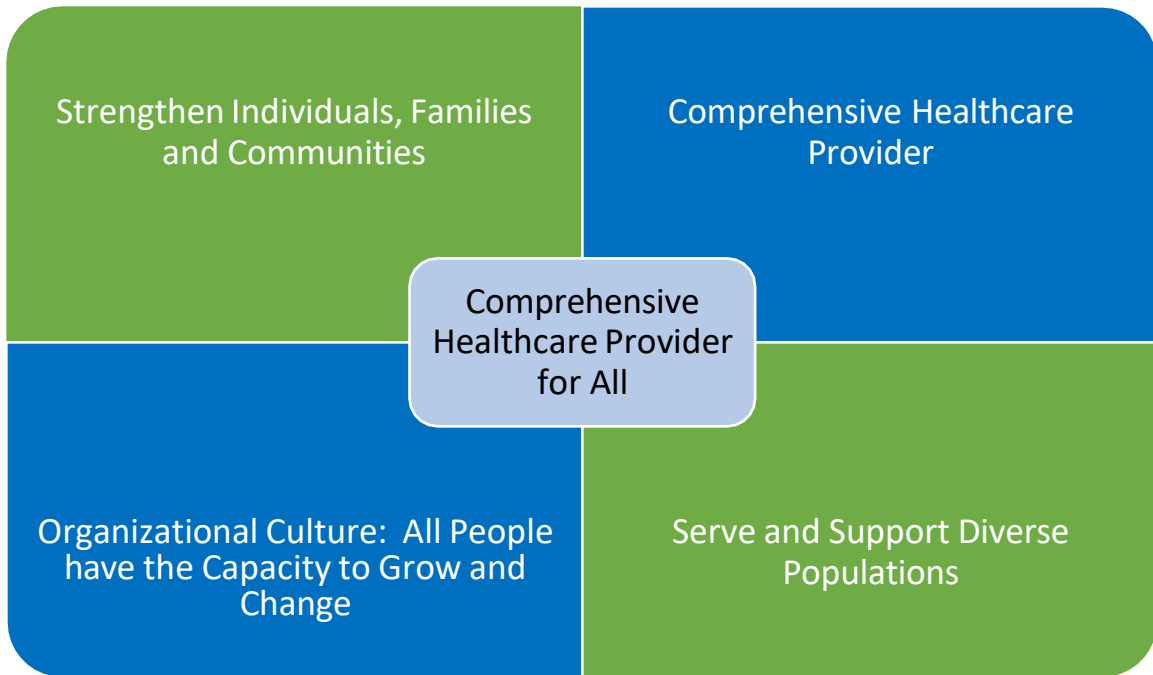 Strengthen Individuals, Families
and Communities
Comprehensive Healthcare
Provider
Comprehensive
Healthcare Provider
for All
Organizational Culture:  All People
have the Capacity to Grow and
Change
Serve and Support Diverse
Populations